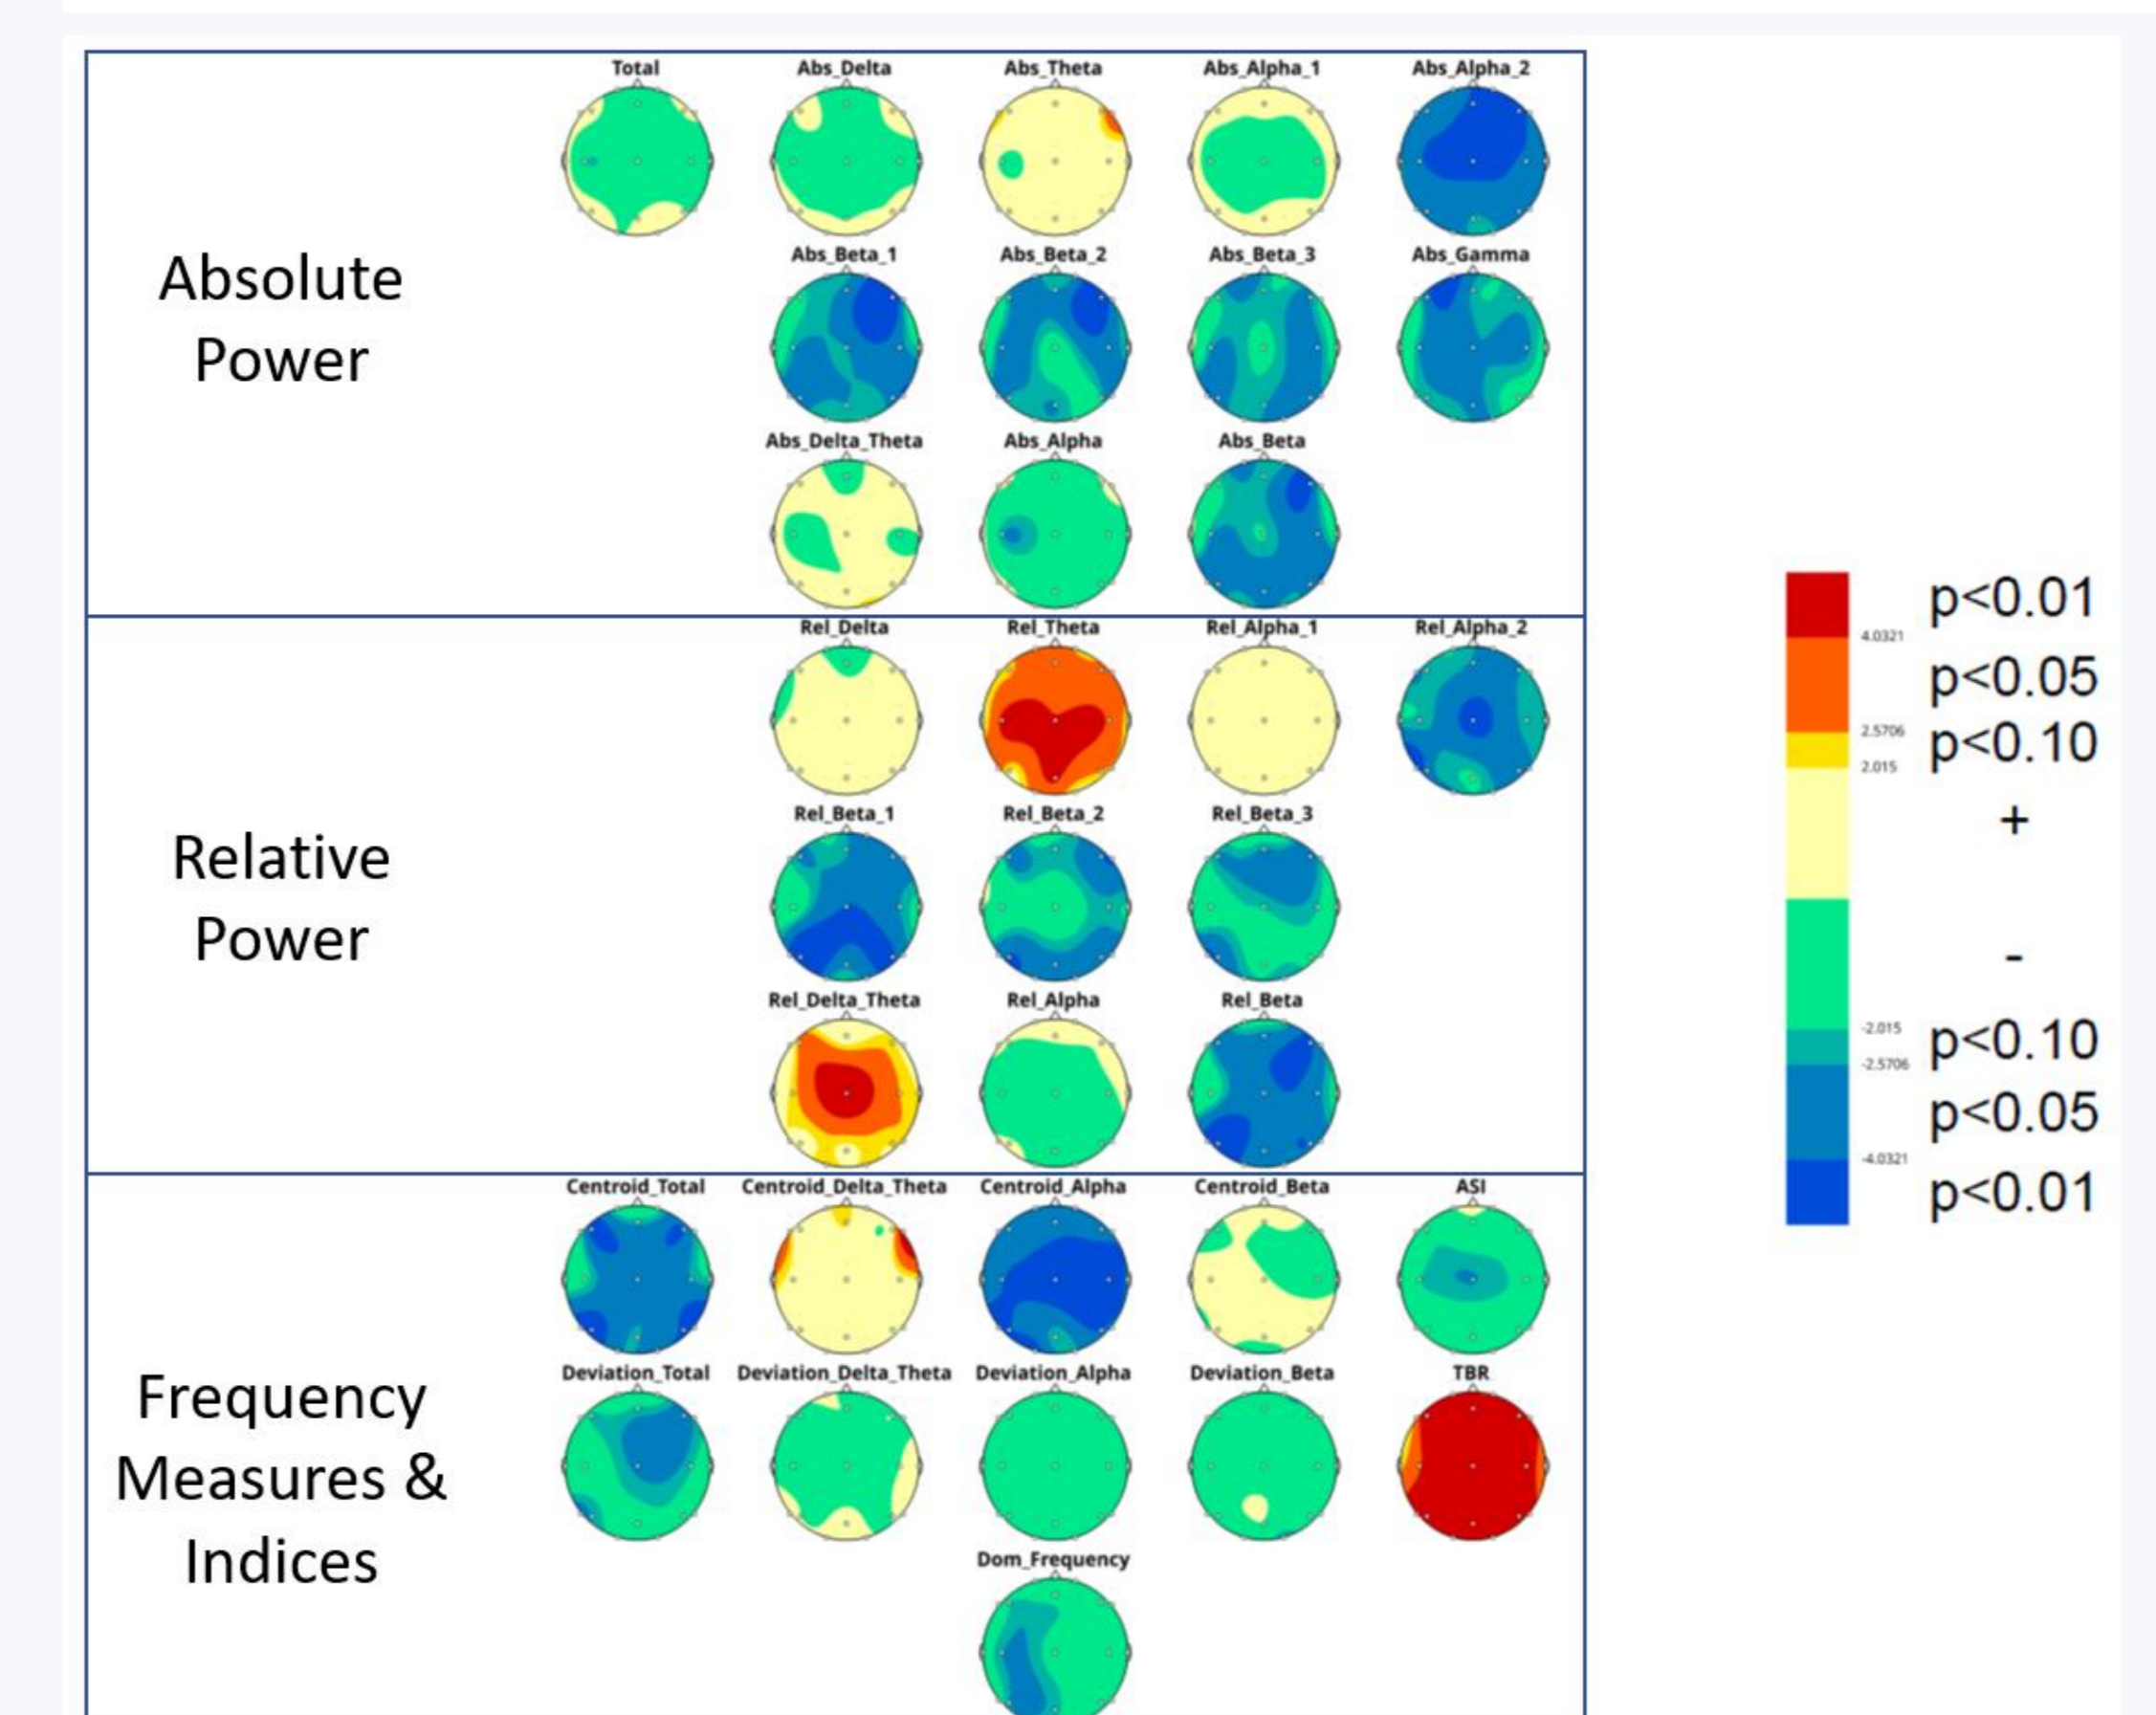 Total Abs_Delta Abs_Theta Abs_Alpha_1 Abs_Alpha_2
Abs_Beta_1 Abs_Beta_2 Abs_Beta_3 Abs_Gamma
Absolute
Power
Abs_Delta_Theta Abs_Alpha Abs_Beta
Rel_Delta Rel_Theta Rel_Alpha_1 Rel_Alpha_2
Rel_Beta_1 Rel_Beta_2 Rel_Beta_3
Relative
Power
Rel_Delta_Theta Rel_Alpha Rel_Beta
Centroid_Total Centroid_Delta_Theta Centroid_Alpha Centroid_Beta ASI
Deviation_Total Deviation_Delta_Theta Deviation_Alpha Deviation_Beta TBR
Frequency
Measures &
Indices
Dom_Frequency
p<0.01
4.0321
p<0.05
2.5706
p<0.10
2.015
+
-
-2.015
p<0.10
-2.5706
p<0.05
-4.0321
p<0.01